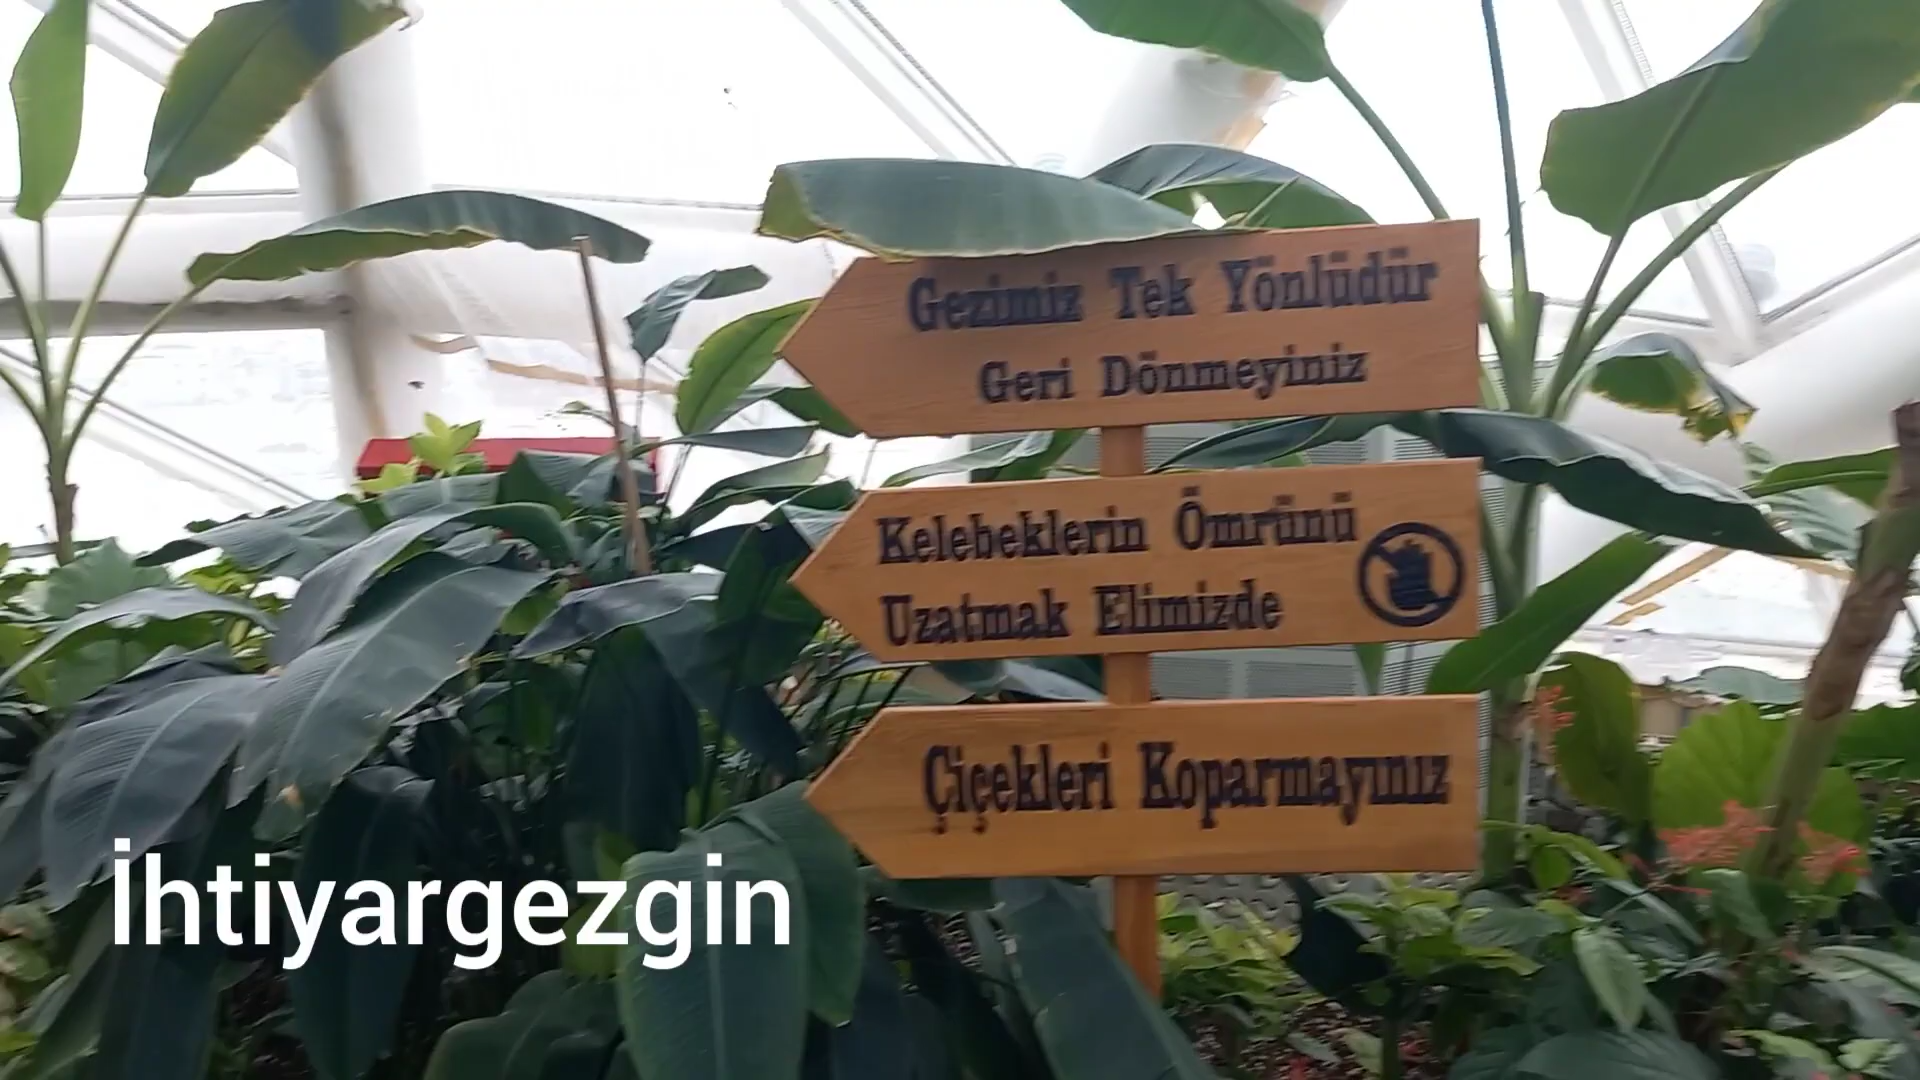 Gezimiz Tek Yönlüdür
Geri Dönmeyiniz
Kelebeklerin Ömrünü
Uzatmak Elimizde
Çiçekleri Koparmayınız
İhtiyargezgin